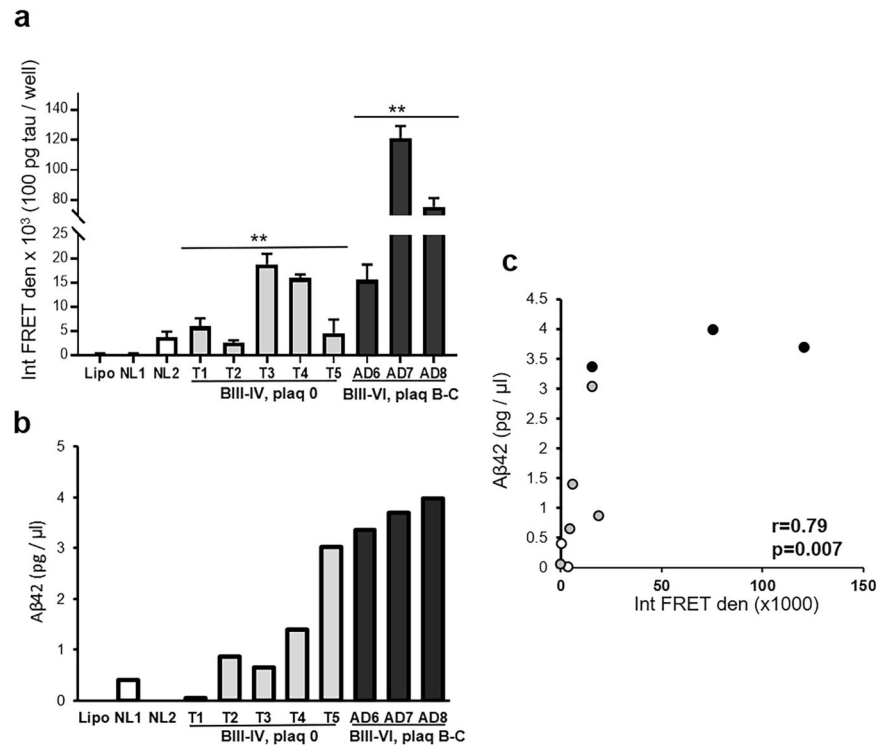 a
Int FRET den x 10³ (100 pg tau / well)
140
120
100
80
25
20
15
10
5
0
**
**
Lipo NL1 NL2 T1 T2 T3 T4 T5 AD6 AD7 AD8
BIII-IV, plaq 0 BIII-VI, plaq B-C
b
Aβ42 (pg / µl)
5
4
3
2
1
0
Lipo NL1 NL2 T1 T2 T3 T4 T5 AD6 AD7 AD8
BIII-IV, plaq 0 BIII-VI, plaq B-C
c
Aβ42 (pg / µl)
4.5
4
3.5
3
2.5
2
1.5
1
0.5
0
r=0.79
p=0.007
0 50 100 150
Int FRET den (x1000)